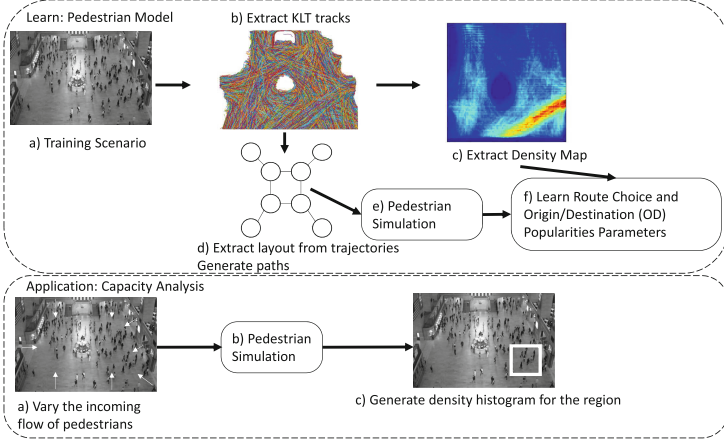 Learn: Pedestrian Model
b) Extract KLT tracks
a) Training Scenario
c) Extract Density Map
d) Extract layout from trajectories
Generate paths
e) Pedestrian
Simulation
f) Learn Route Choice and
Origin/Destination (OD)
Popularities Parameters
Application: Capacity Analysis
a) Vary the incoming
flow of pedestrians
b) Pedestrian
Simulation
c) Generate density histogram for the region